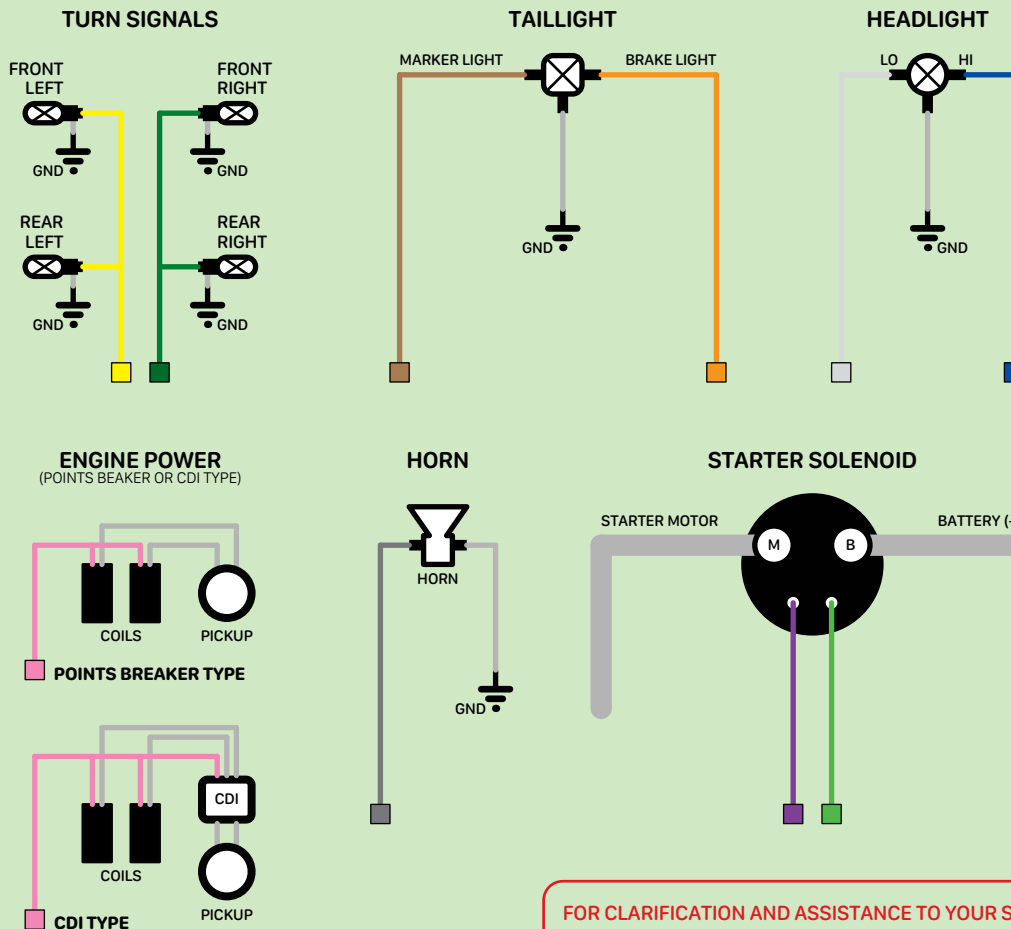 TURN SIGNALS
TAILLIGHT
HEADLIGHT
FRONT
LEFT
FRONT
RIGHT
MARKER LIGHT
BRAKE LIGHT
LO
HI
GND
GND
REAR
LEFT
REAR
RIGHT
GND
GND
GND
GND
ENGINE POWER
(POINTS BEAKER OR CDI TYPE)
HORN
STARTER SOLENOID
STARTER MOTOR
M
B
BATTERY (-
HORN
COILS
PICKUP
POINTS BREAKER TYPE
GND
CDI
COILS
PICKUP
CDI TYPE
FOR CLARIFICATION AND ASSISTANCE TO YOUR S